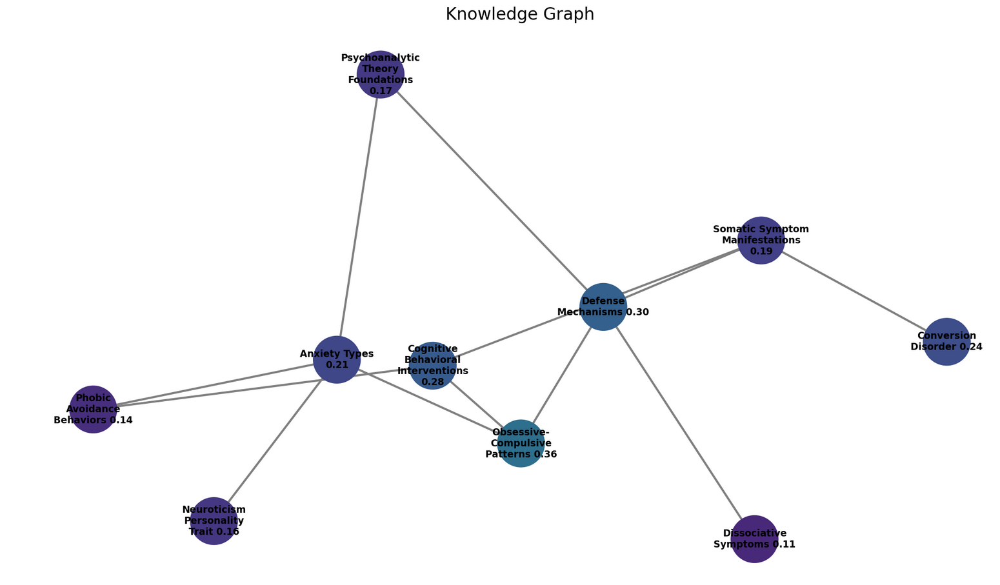 Knowledge Graph
Psychoanalytic
Theory
Foundations
0.17
Somatic Symptom
Manifestations
0.19
Defense
Mechanisms 0.30
Conversion
Disorder 0.24
Anxiety Types
0.21
Cognitive
Behavioral
Interventions
0.28
Phobic
Avoidance
Behaviors 0.14
Obsessive-
Compulsive
Patterns 0.36
Neuroticism
Personality
Trait 0.16
Dissociative
Symptoms 0.11